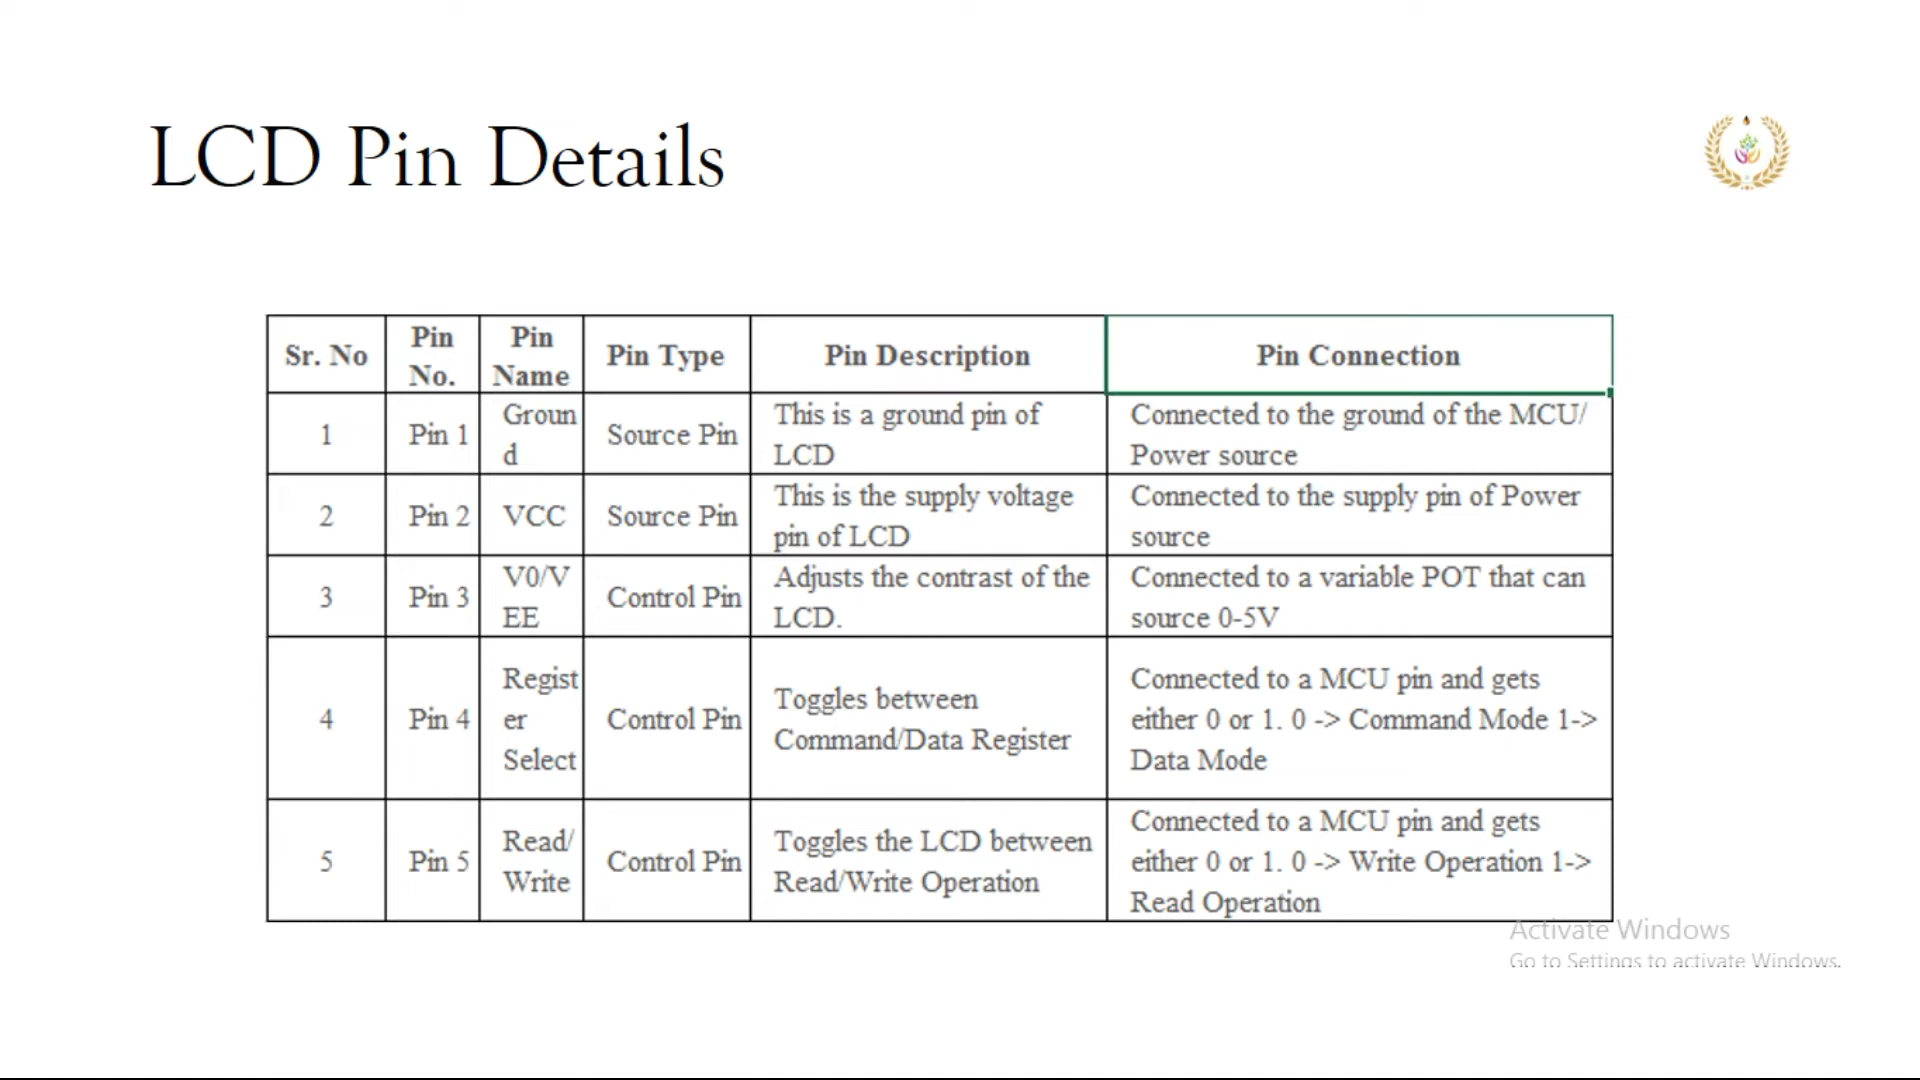 LCD Pin Details
Sr. No Pin No. Pin Name Pin Type Pin Description Pin Connection
1 Pin 1 Groun d Source Pin This is a ground pin of LCD Connected to the ground of the MCU/ Power source
2 Pin 2 VCC Source Pin This is the supply voltage pin of LCD Connected to the supply pin of Power source
3 Pin 3 V0/V EE Control Pin Adjusts the contrast of the LCD. Connected to a variable POT that can source 0-5V
4 Pin 4 Regist er Select Control Pin Toggles between Command/Data Register Connected to a MCU pin and gets either 0 or 1. 0 -> Command Mode 1-> Data Mode
5 Pin 5 Read/ Write Control Pin Toggles the LCD between Read/Write Operation Connected to a MCU pin and gets either 0 or 1. 0 -> Write Operation 1-> Read Operation
Activate Windows
Go to Settings to activate Windows.